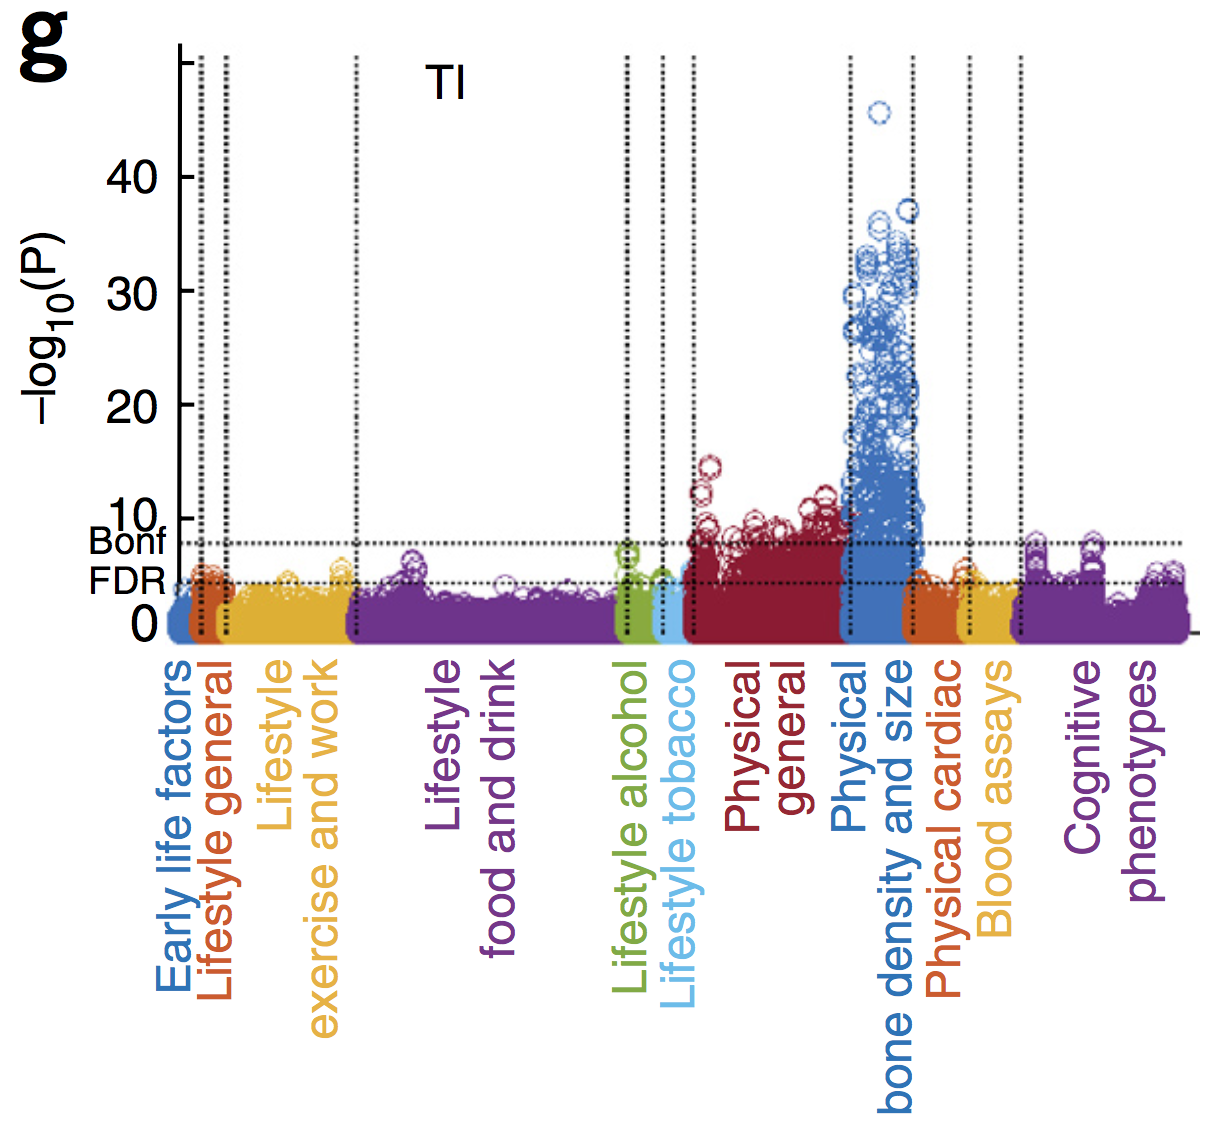 g
TI
–log10(P)
40
30
20
10
Bonf
FDR
0
Early life factors
Lifestyle general
Lifestyle
exercise and work
Lifestyle
food and drink
Lifestyle alcohol
Lifestyle tobacco
Physical
general
Physical
bone density and size
Physical cardiac
Blood assays
Cognitive
phenotypes